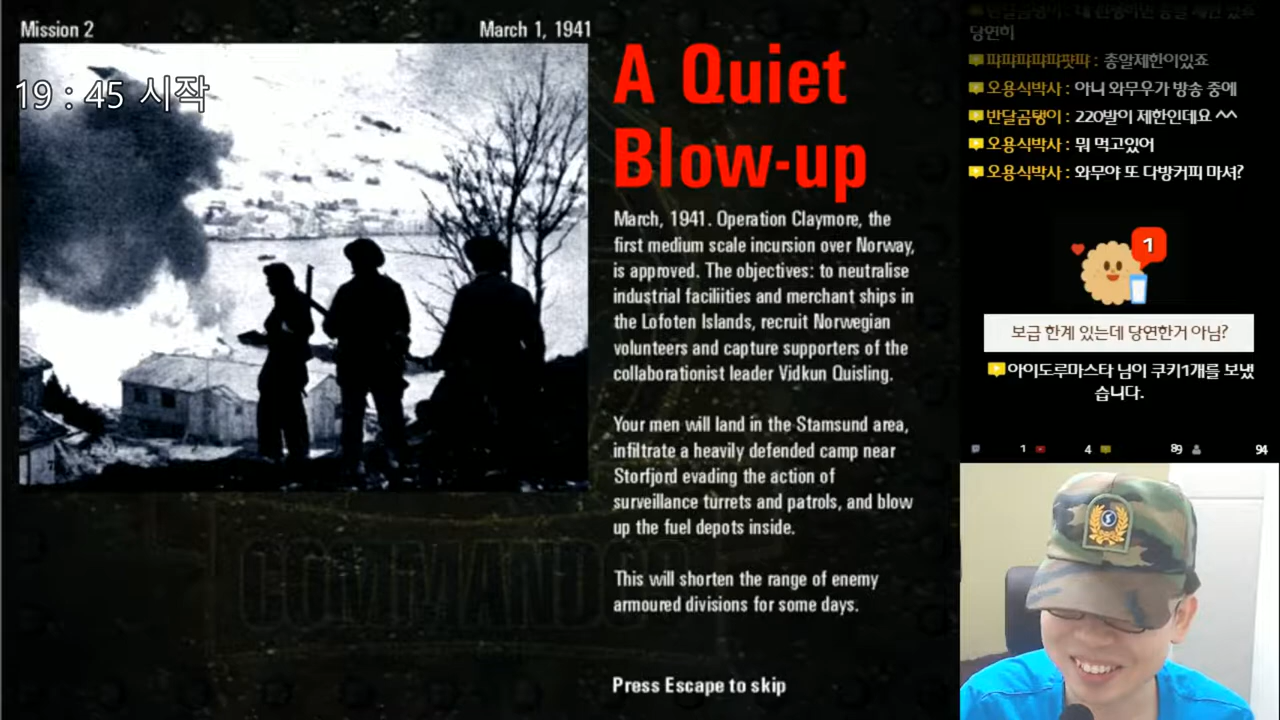 Mission 2
March 1, 1941
19 : 45 시작
A Quiet
Blow-up
March, 1941. Operation Claymore, the
first medium scale incursion over Norway,
is approved. The objectives: to neutralise
industrial faciliities and merchant ships in
the Lofoten Islands, recruit Norwegian
volunteers and capture supporters of the
collaborationist leader Vidkun Quisling.
Your men will land in the Stamsund area,
infiltrate a heavily defended camp near
Storfjord evading the action of
surveillance turrets and patrols, and blow
up the fuel depots inside.
This will shorten the range of enemy
armoured divisions for some days.
Press Escape to skip
COMMANDOS
당연히
: 총알제한이있죠
오용식박사 : 아니 와무우가 방송 중에
반달곰탱이 : 220발이 제한인데요 ^^
오용식박사 : 뭐 먹고있어
오용식박사 : 와무야 또 다방커피 마셔?
1
보급 한계 있는데 당연한거 아님?
아이도루마스타 님이 쿠키1개를 보냈
습니다.
1 4 89 94